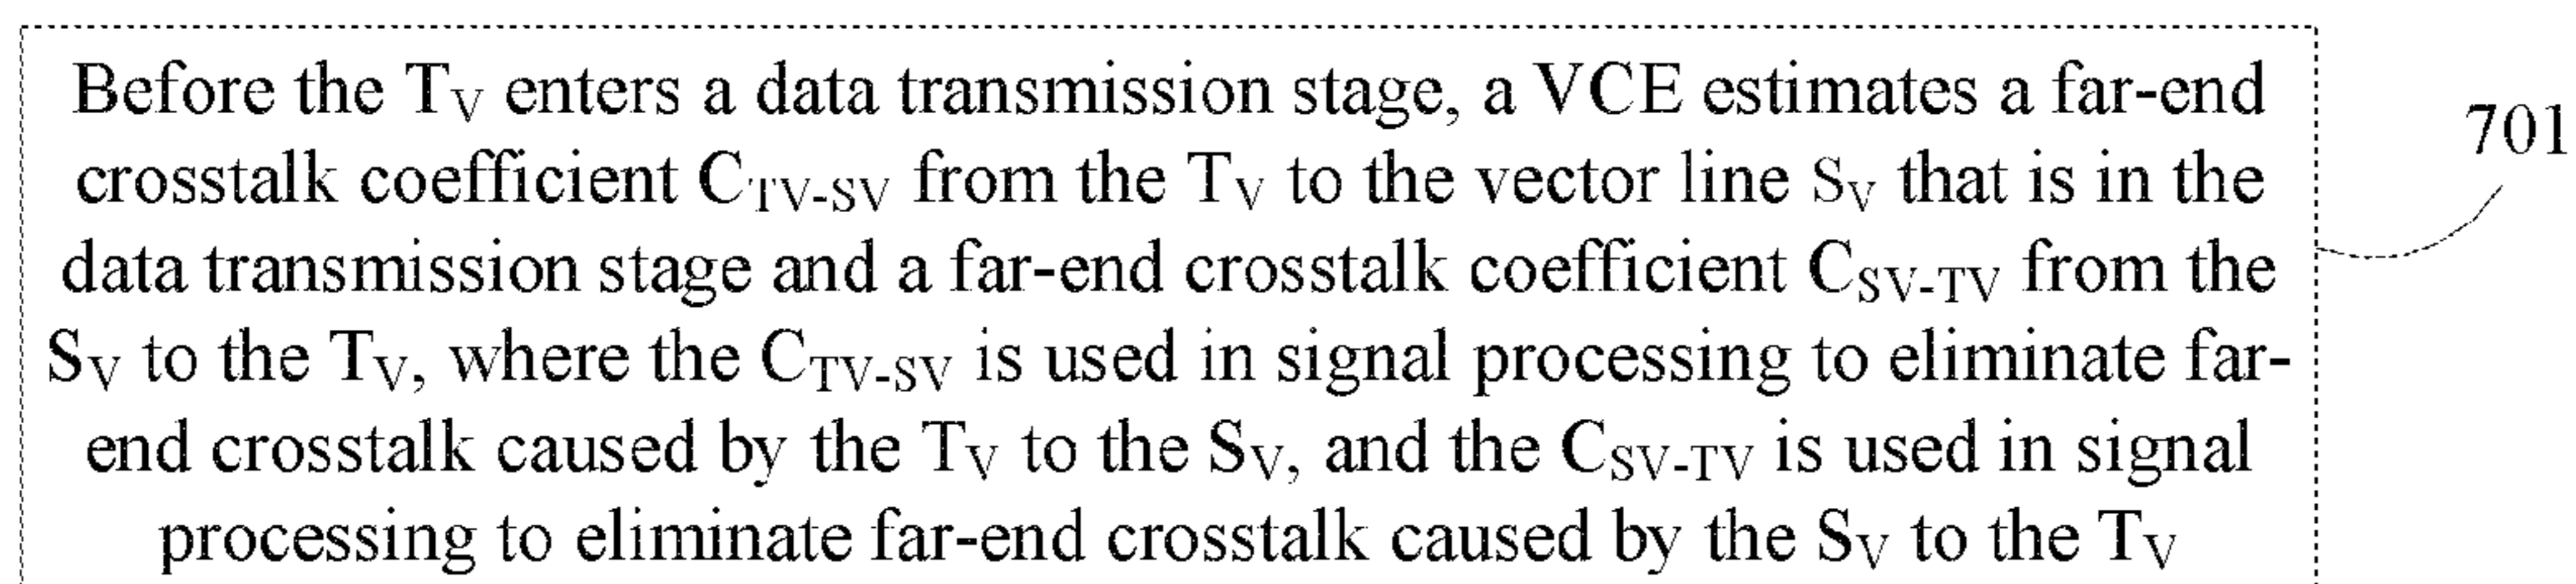 Before the T_V enters a data transmission stage, a VCE estimates a far-end
crosstalk coefficient C_TV-SV from the T_V to the vector line S_V that is in the
data transmission stage and a far-end crosstalk coefficient C_SV-TV from the
S_V to the T_V, where the C_TV-SV is used in signal processing to eliminate far-
end crosstalk caused by the T_V to the S_V, and the C_SV-TV is used in signal
processing to eliminate far-end crosstalk caused by the S_V to the T_V
701